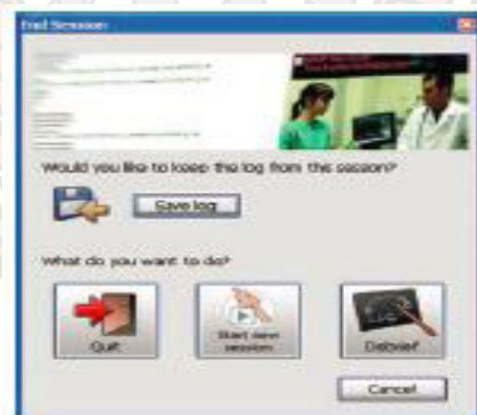 End Session
Would you like to keep the log from this session?
Save log
What do you want to do?
Quit
Start new
session
Debrief
Cancel